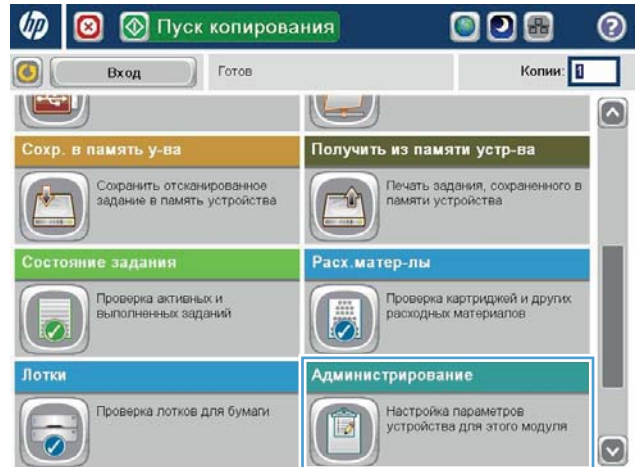 hp
Пуск копирования
?
Вход
Готов
Копии: 1
Сохр. в память у-ва
Сохранить отсканированное
задание в память устройства
Получить из памяти устр-ва
Печать задания, сохраненного в
памяти устройства
Состояние задания
Проверка активных и
выполненных заданий
Расх.матер-лы
Проверка картриджей и других
расходных материалов
Лотки
Проверка лотков для бумаги
Администрирование
Настройка параметров
устройства для этого модуля